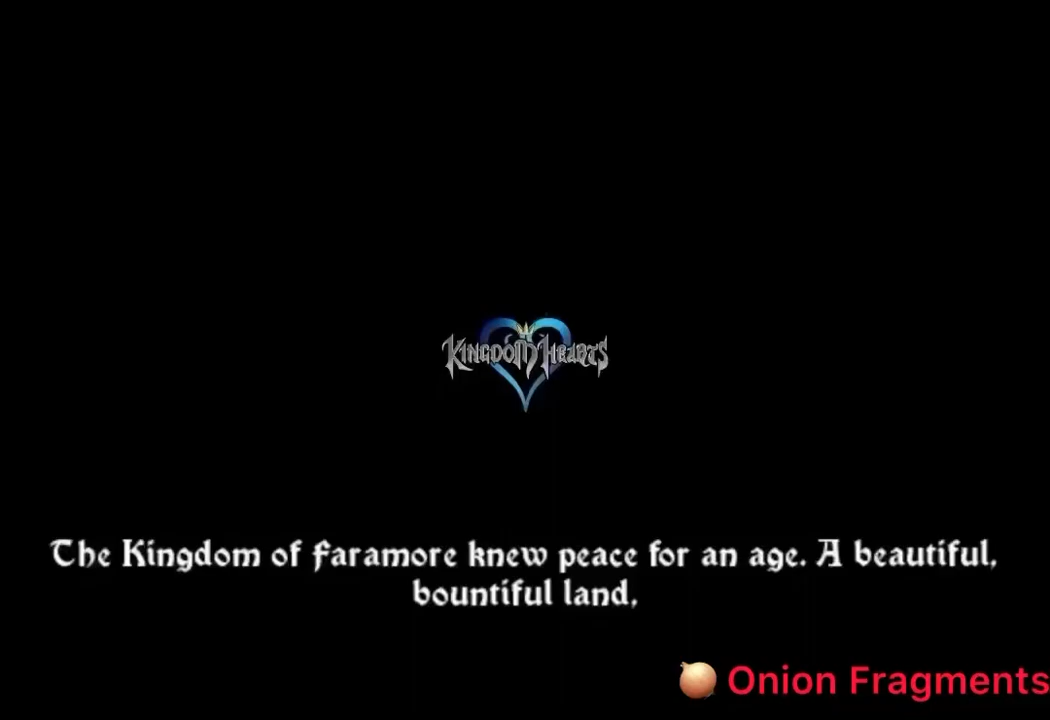 KINGDOM HEARTS
The Kingdom of Faramore knew peace for an age. A beautiful,
bountiful land,
Onion Fragments